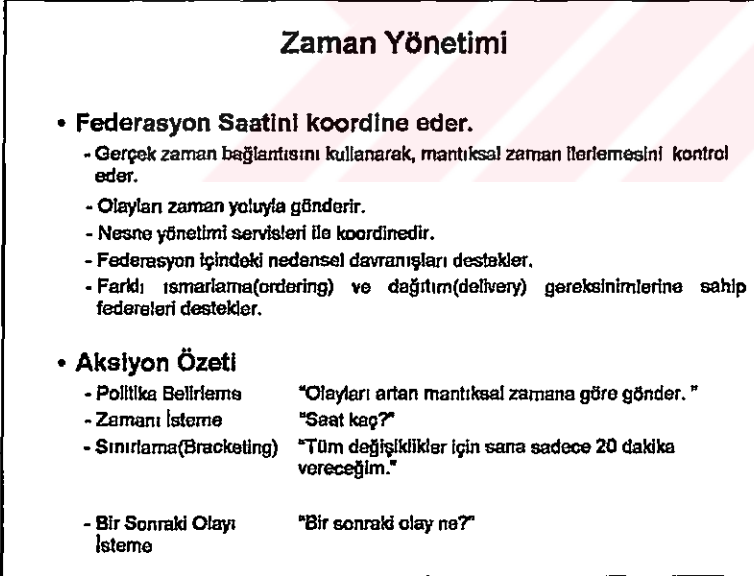 Zaman Yönetimi
• Federasyon Saatini koordine eder.
- Gerçek zaman bağlantısını kullanarak, mantıksal zaman ilerlemesini kontrol
eder.
- Olayları zaman yoluyla gönderir.
- Nesne yönetimi servisleri ile koordinedir.
- Federasyon içindeki nedensel davranışları destekler.
- Farklı ısmarlama(ordering) ve dağıtım(delivery) gereksinimlerine sahip
federeleri destekler.
• Aksiyon Özeti
- Politika Belirleme "Olayları artan mantıksal zamana göre gönder. "
- Zamanı İsteme "Saat kaç?"
- Sınırlama(Bracketing) "Tüm değişiklikler için sana sadece 20 dakika
vereceğim."
- Bir Sonraki Olayı "Bir sonraki olay ne?"
İsteme